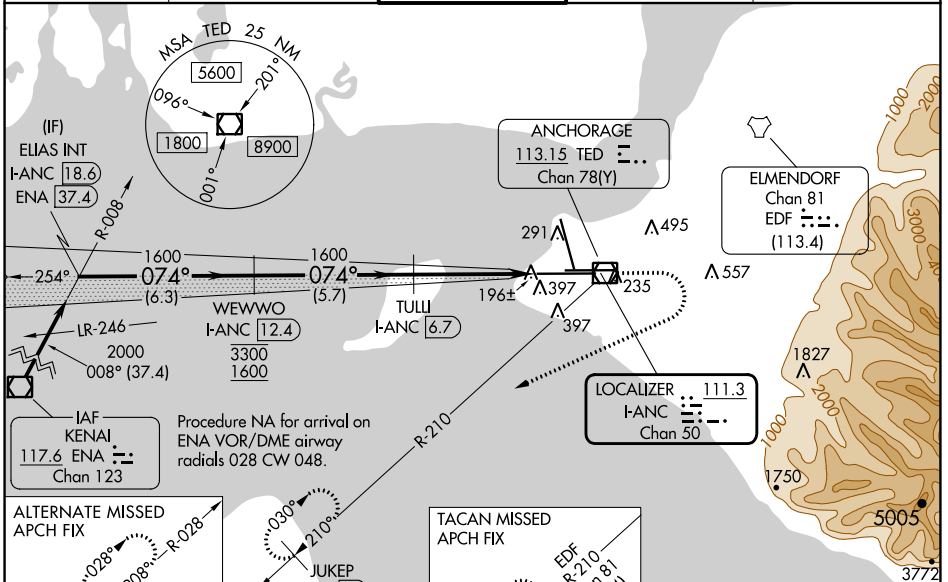 MSA TED 25 NM
5600
201°
096°
1800
8900
001°
(IF)
ELIAS INT
I-ANC 18.6
ENA 37.4
R-008
ANCHORAGE
113.15 TED
Chan 78(Y)
ELMENDORF
Chan 81
EDF
(113.4)
1000
2000
3000
291
495
254°
1600
074°
(6.3)
1600
074°
(5.7)
196±
397
235
557
397
WEWWO
I-ANC 12.4
3300
1600
TULLI
I-ANC 6.7
LR-246
2000
008° (37.4)
R-210
LOCALIZER 111.3
I-ANC
Chan 50
1827
2000
1000
IAF
KENAI
117.6 ENA
Chan 123
Procedure NA for arrival on
ENA VOR/DME airway
radials 028 CW 048.
1750
5005
3772
ALTERNATE MISSED
APCH FIX
028°
R-028
030°
210°
JUKEP
TACAN MISSED
APCH FIX
EDF
R-210